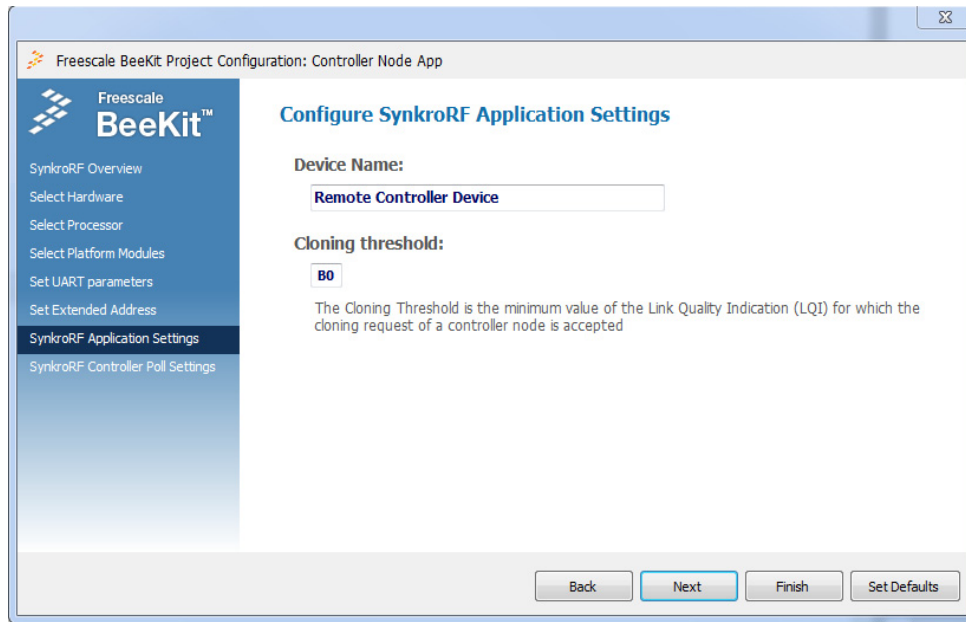 Freescale BeeKit Project Configuration: Controller Node App
Freescale
BeeKit™
SynkroRF Overview
Select Hardware
Select Processor
Select Platform Modules
Set UART parameters
Set Extended Address
SynkroRF Application Settings
SynkroRF Controller Poll Settings
Configure SynkroRF Application Settings
Device Name:
Remote Controller Device
Cloning threshold:
B0
The Cloning Threshold is the minimum value of the Link Quality Indication (LQI) for which the
cloning request of a controller node is accepted
Back
Next
Finish
Set Defaults